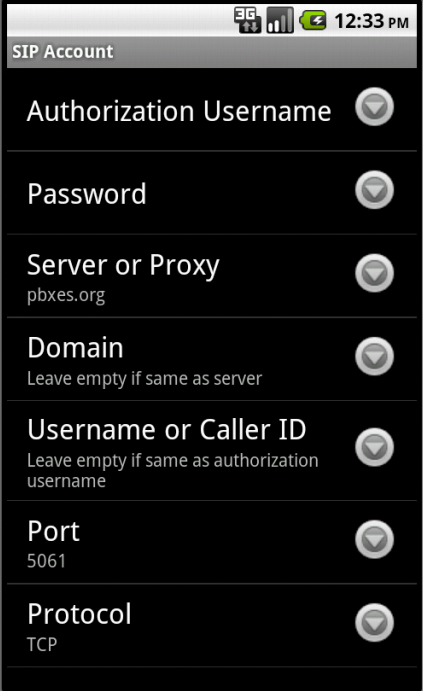 3G 12:33 PM
SIP Account
Authorization Username
Password
Server or Proxy
pbxes.org
Domain
Leave empty if same as server
Username or Caller ID
Leave empty if same as authorization
username
Port
5061
Protocol
TCP